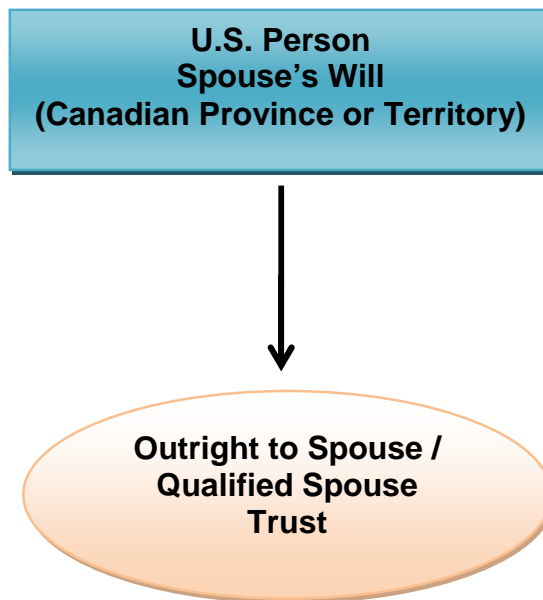 U.S. Person
Spouse’s Will
(Canadian Province or Territory)
Outright to Spouse /
Qualified Spouse
Trust